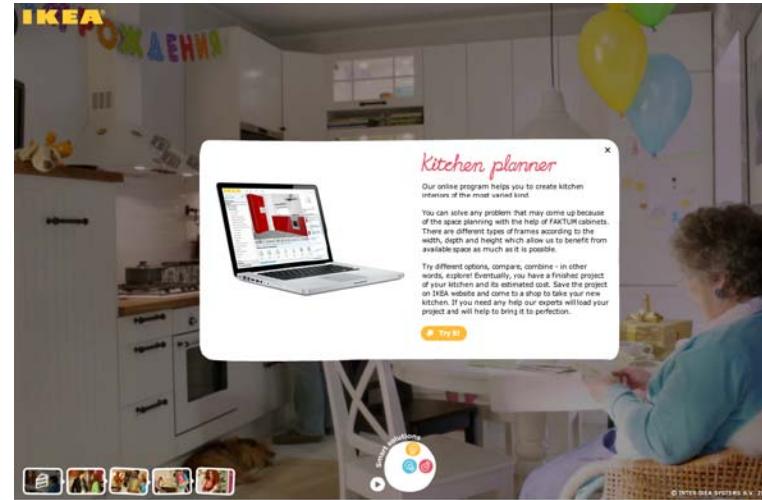 IKEA
РОЖДЕНИЯ
Kitchen planner
Our online program helps you to create kitchen
interiors of the most varied kind.
You can solve any problem that may come up because
of the space planning with the help of FAKTUM cabinets.
There are different types of frames according to the
width, depth and height which allow us to benefit from
available space as much as it is possible.
Try different options, compare, combine - in other
words, explore! Eventually, you have a finished project
of your kitchen and its estimated cost. Save the project
on IKEA website and come to a shop to take your new
kitchen. If you need any help our experts will load your
project and will help to bring it to perfection.
Try it!
IKEA
Smart solutions
© INTER IKEA SYSTEMS B.V.